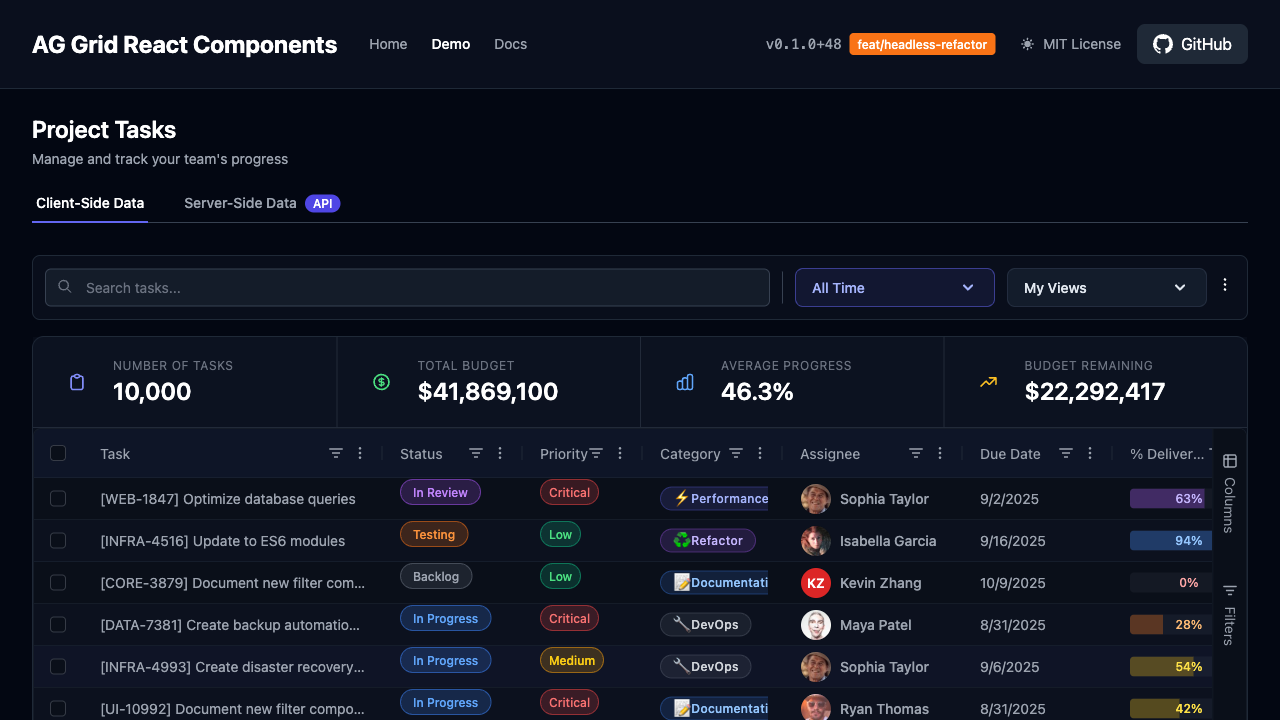 AG Grid React Components Home Demo Docs v0.1.0+48 feat/headless-refactor MIT License GitHub
Project Tasks
Manage and track your team's progress
Client-Side Data Server-Side Data API
Search tasks... All Time My Views
NUMBER OF TASKS TOTAL BUDGET AVERAGE PROGRESS BUDGET REMAINING
10,000 $41,869,100 46.3% $22,292,417
Task Status Priority Category Assignee Due Date % Deliver...
[WEB-1847] Optimize database queries In Review Critical Performance Sophia Taylor 9/2/2025 63%
[INFRA-4516] Update to ES6 modules Testing Low Refactor Isabella Garcia 9/16/2025 94%
[CORE-3879] Document new filter com... Backlog Low Documentati KZ Kevin Zhang 10/9/2025 0%
[DATA-7381] Create backup automatio... In Progress Critical DevOps Maya Patel 8/31/2025 28%
[INFRA-4993] Create disaster recovery... In Progress Medium DevOps Sophia Taylor 9/6/2025 54%
[UI-10992] Document new filter compo... In Progress Critical Documentati Ryan Thomas 8/31/2025 42%
Columns
Filters